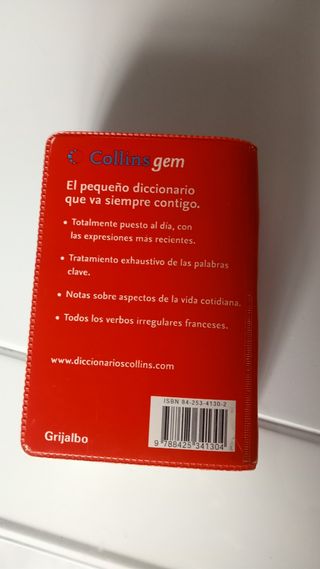 Collins gem
El pequeño diccionario
que va siempre contigo.
• Totalmente puesto al día, con
las expresiones mas recientes.
• Tratamiento exhaustivo de las palabras
clave.
• Notas sobre aspectos de la vida cotidiana.
• Todos los verbos irregulares franceses.
www.diccionarioscollins.com
ISBN 84-253-4130-2
9 788425 341304
Grijalbo